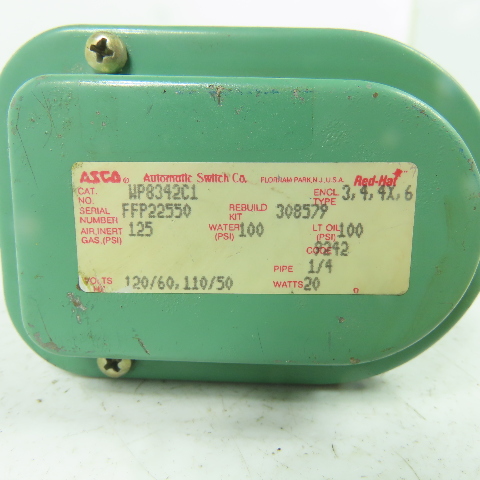 ASCO ® Automatic Switch Co. FLORHAM PARK, N.J., U.S.A. Red-Hat
CAT. NO. WP8342C1 ENCL TYPE 3,4,4X,6
SERIAL NUMBER FFP22550 REBUILD KIT 308579
AIR,INERT GAS,(PSI) 125 WATER (PSI) 100 LT OIL (PSI) 100
CODE 8242
PIPE 1/4
VOLTS 120/60,110/50 WATTS 20